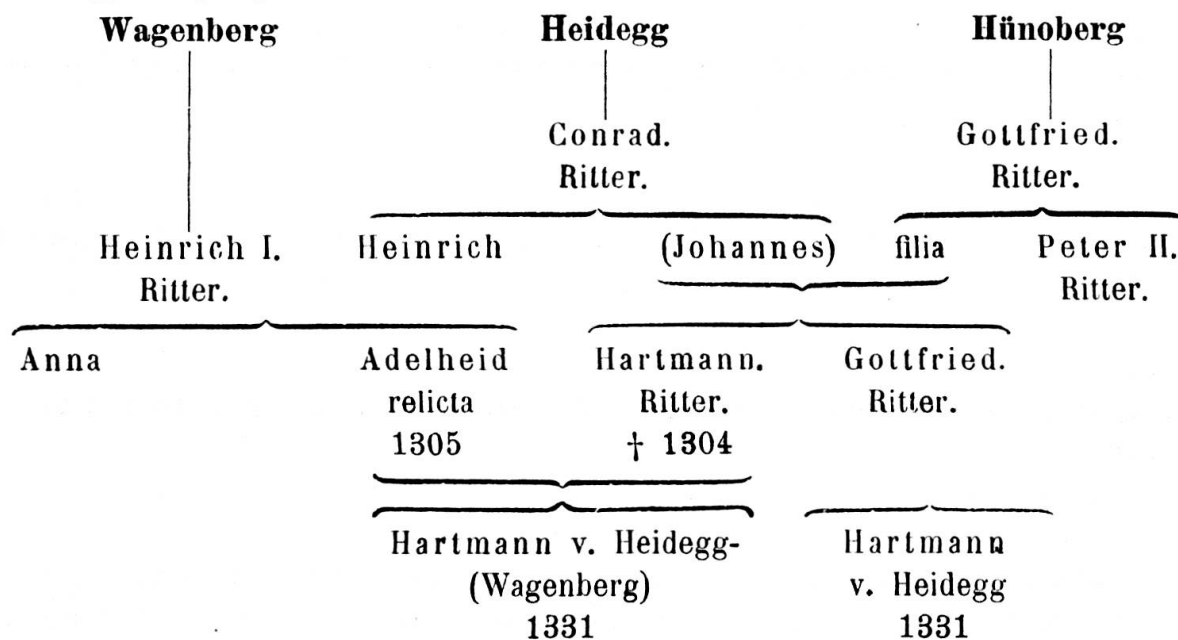 Wagenberg Heidegg Hünoberg
Conrad. Gottfried.
Ritter. Ritter.
Heinrich I. Heinrich (Johannes) filia Peter II.
Ritter. Ritter.
Anna Adelheid Hartmann. Gottfried.
relicta Ritter. Ritter.
1305 † 1304
Hartmann v. Heidegg- Hartmann
(Wagenberg) v. Heidegg
1331 1331